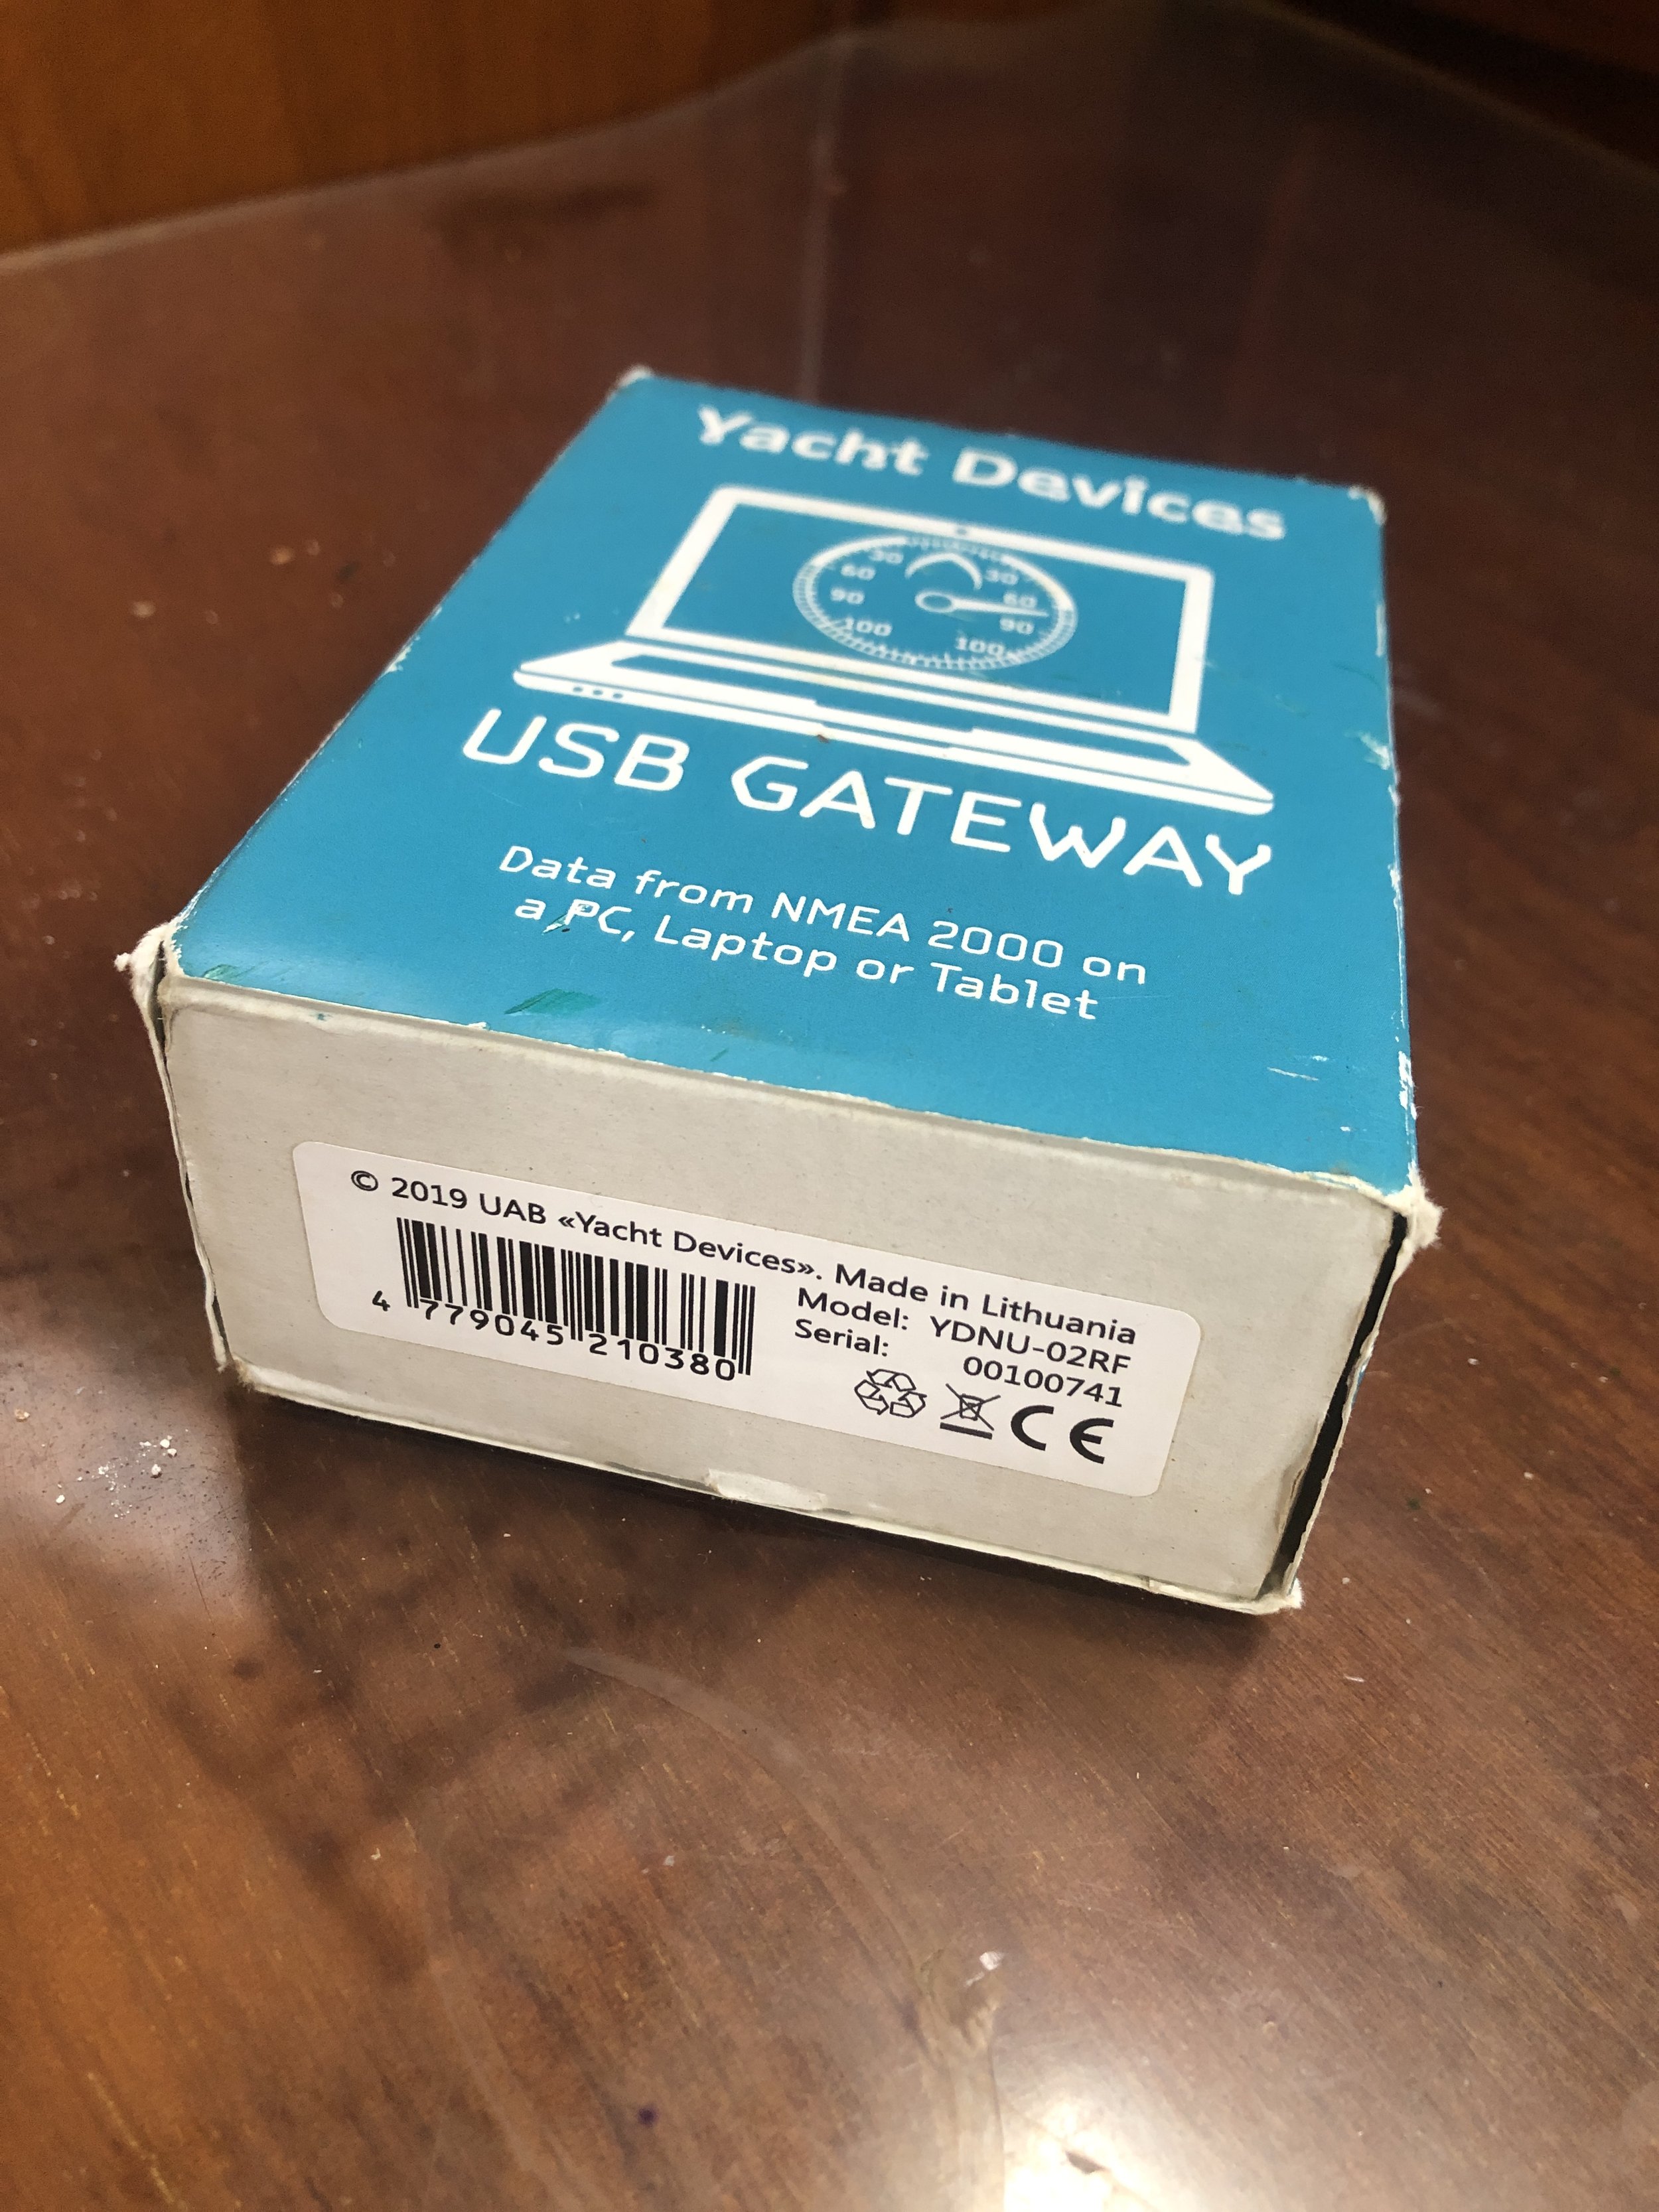 Yacht Devices
30 30
60 60
90 90
100 100
USB GATEWAY
Data from NMEA 2000 on
a PC, Laptop or Tablet
© 2019 UAB «Yacht Devices». Made in Lithuania
Model: YDNU-02RF
Serial: 00100741
4 779045 210380
CE